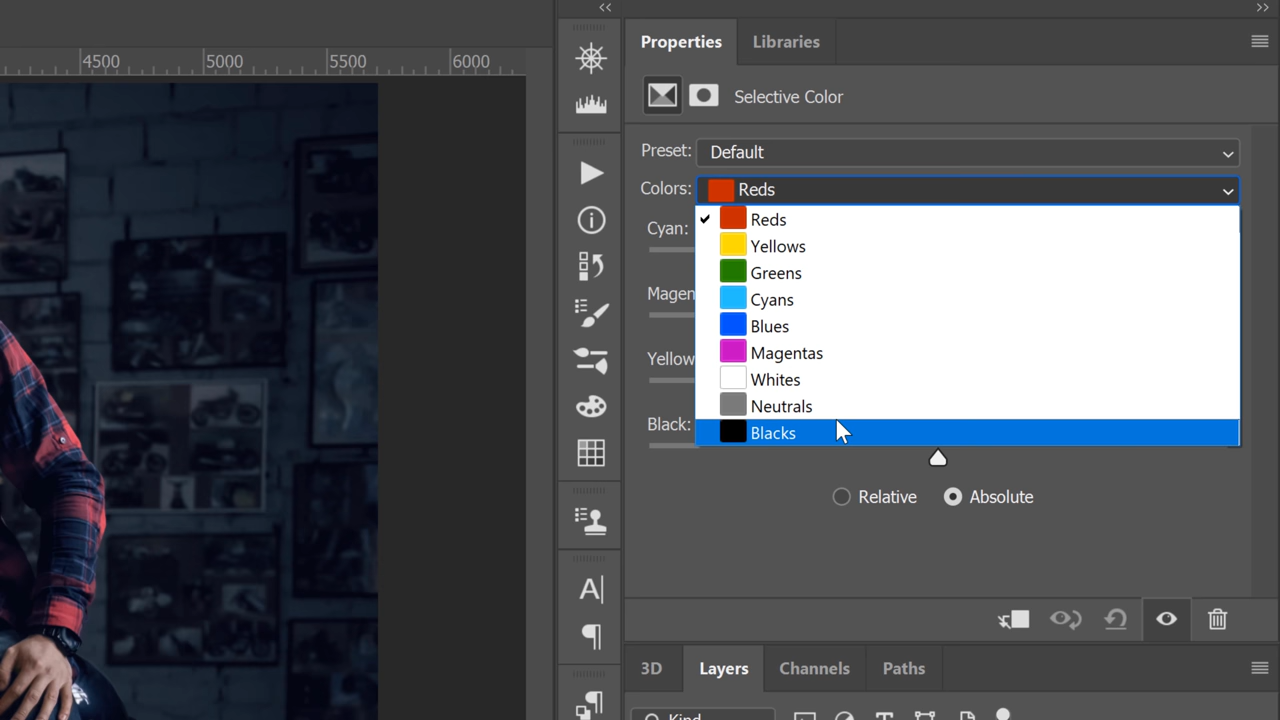 4500 5000 5500 6000
Properties Libraries
Selective Color
Preset: Default
Colors: Reds
Cyan:
Reds
Yellows
Greens
Cyans
Blues
Magentas
Whites
Neutrals
Blacks
Magen
Yellow
Black:
Relative Absolute
3D Layers Channels Paths
Kind